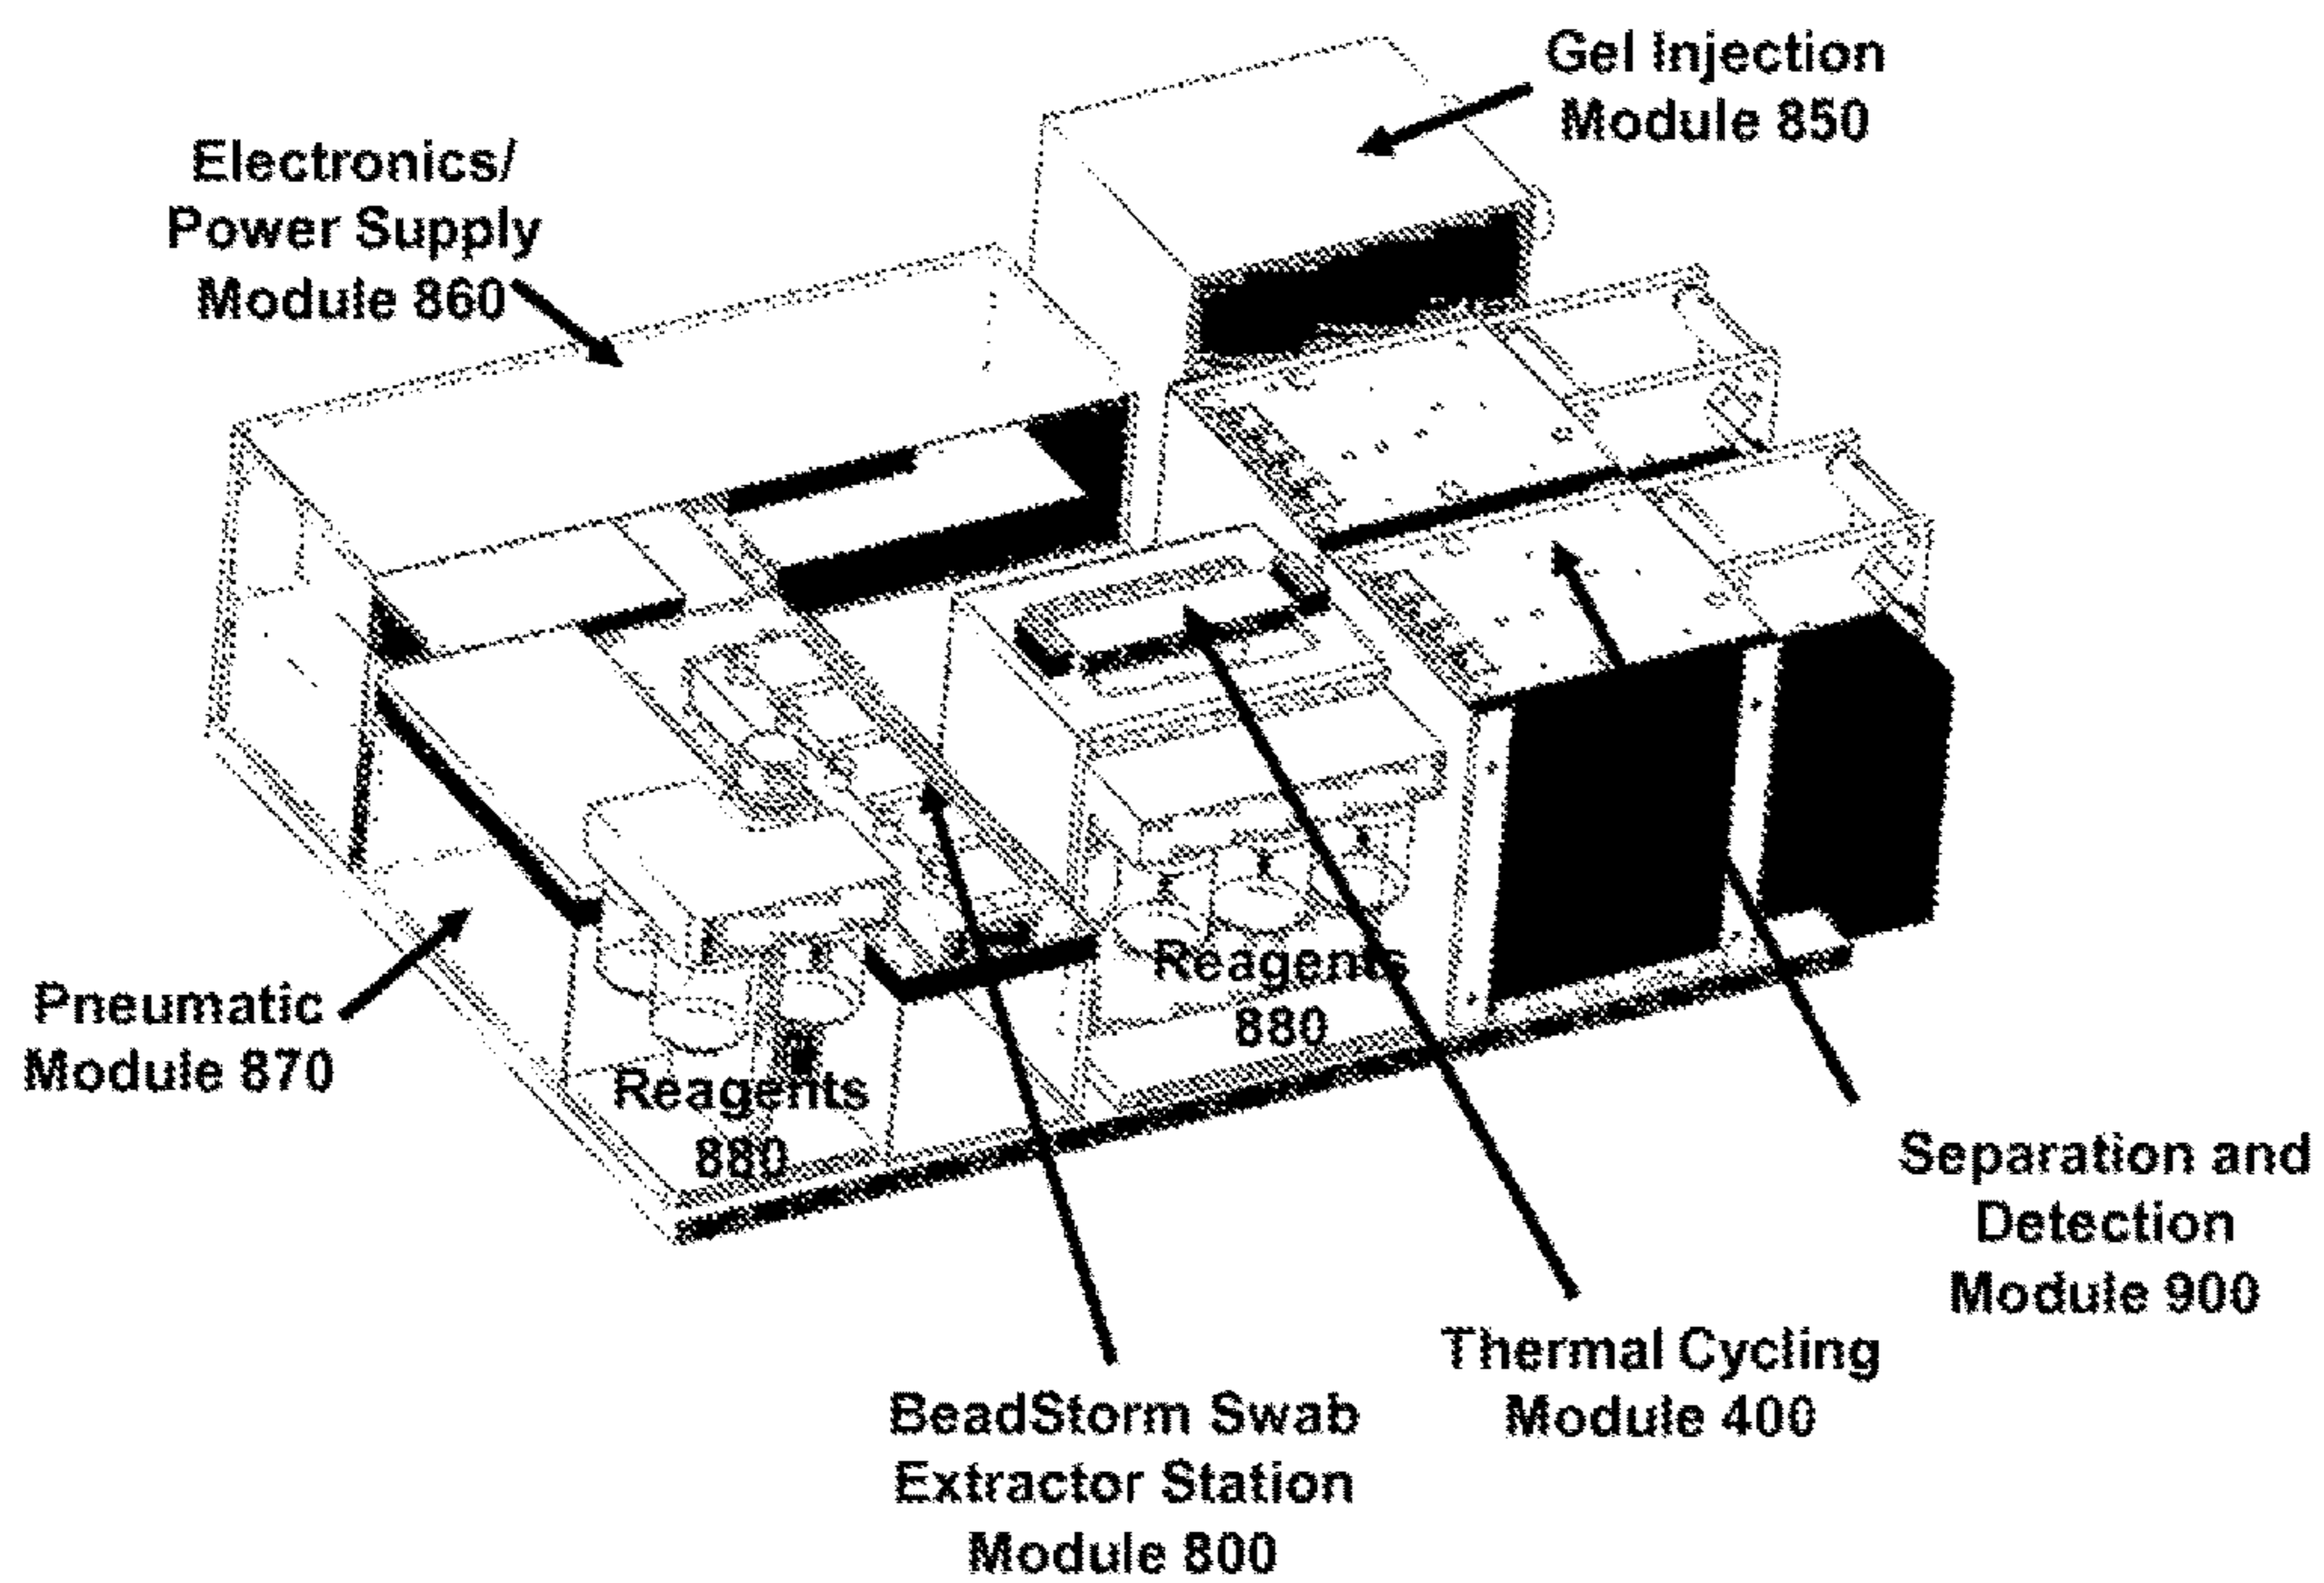 Gel Injection
Module 850
Electronics/
Power Supply
Module 860
Pneumatic
Module 870
Reagents
880
Reagents
880
Separation and
Detection
Module 900
Thermal Cycling
Module 400
BeadStorm Swab
Extractor Station
Module 800